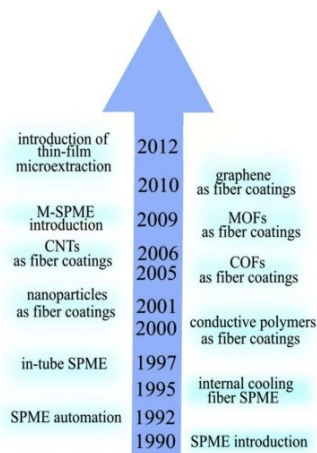 introduction of
thin-film
microextraction
2012
2010
graphene
as fiber coatings
M-SPME
introduction
2009
MOFs
as fiber coatings
CNTs
as fiber coatings
2006
2005
COFs
as fiber coatings
nanoparticles
as fiber coatings
2001
2000
conductive polymers
as fiber coatings
in-tube SPME
1997
1995
internal cooling
fiber SPME
SPME automation
1992
1990
SPME introduction